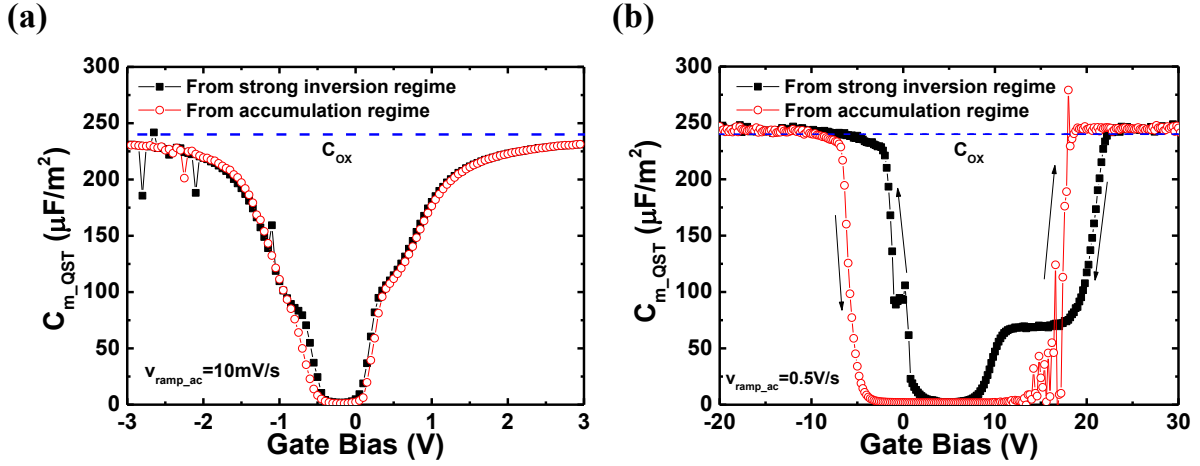 (a)
300
250
200
150
100
50
0
C_m_QST (μF/m²)
From strong inversion regime
From accumulation regime
C_OX
v_ramp_ac=10mV/s
-3 -2 -1 0 1 2 3
Gate Bias (V)
(b)
300
250
200
150
100
50
0
C_m_QST (μF/m²)
From strong inversion regime
From accumulation regime
C_OX
v_ramp_ac=0.5V/s
-20 -10 0 10 20 30
Gate Bias (V)